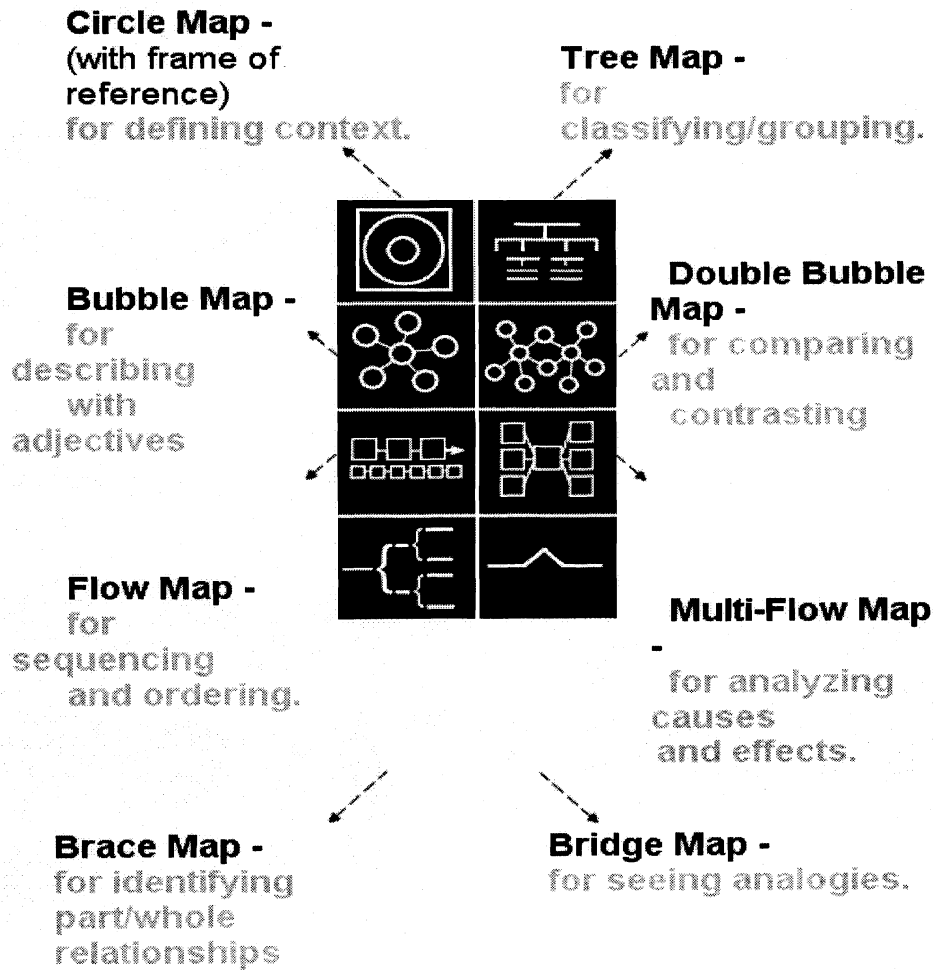 Circle Map -
(with frame of
reference)
for defining context.
Tree Map -
for
classifying/grouping.
Bubble Map -
for
describing
with
adjectives
Double Bubble
Map -
for comparing
and
contrasting
Flow Map -
for
sequencing
and ordering.
Multi-Flow Map
-
for analyzing
causes
and effects.
Brace Map -
for identifying
part/whole
relationships
Bridge Map -
for seeing analogies.